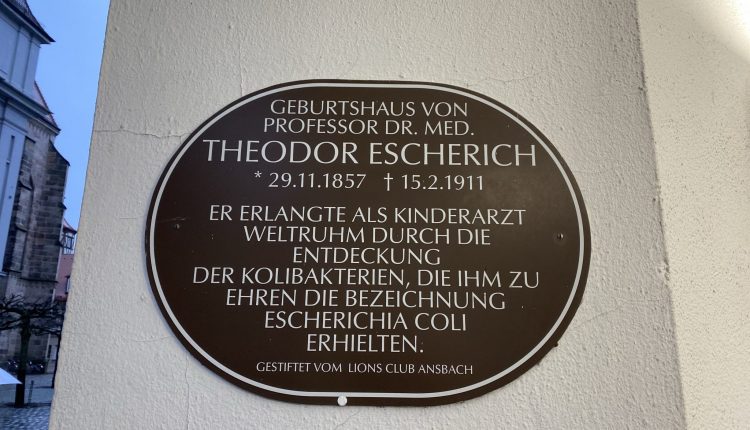 GEBURTSHAUS VON
PROFESSOR DR. MED.
THEODOR ESCHERICH
* 29.11.1857 † 15.2.1911
ER ERLANGTE ALS KINDERARZT
WELTRUHM DURCH DIE
ENTDECKUNG
DER KOLIBAKTERIEN, DIE IHM ZU
EHREN DIE BEZEICHNUNG
ESCHERICHIA COLI
ERHIELTEN.
GESTIFTET VOM LIONS CLUB ANSBACH